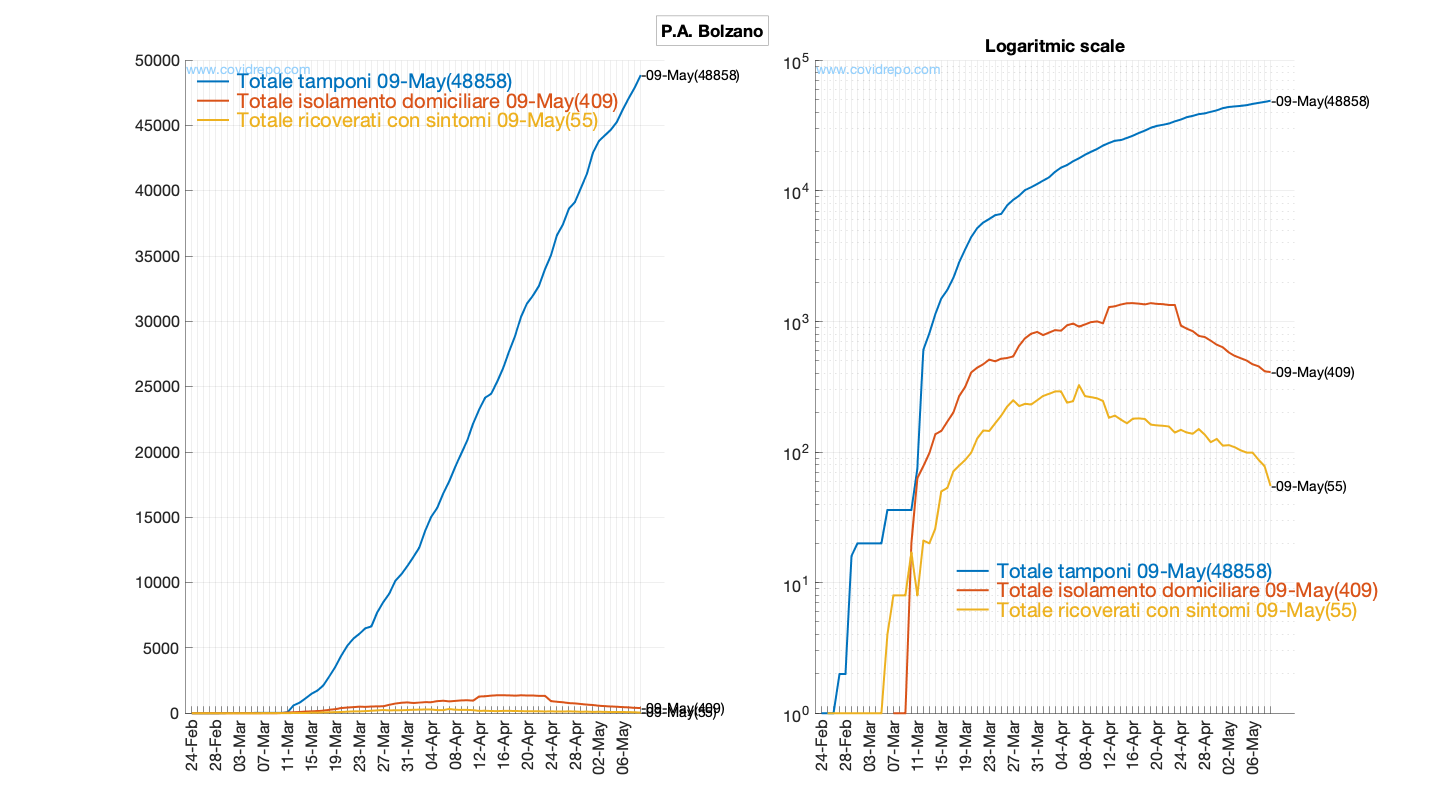 P.A. Bolzano
www.covidrepo.com
Totale tamponi 09-May(48858)
Totale isolamento domiciliare 09-May(409)
Totale ricoverati con sintomi 09-May(55)
50000
45000
40000
35000
30000
25000
20000
15000
10000
5000
0
-09-May(48858)
-09-May(409)
-09-May(55)
24-Feb
28-Feb
03-Mar
07-Mar
11-Mar
15-Mar
19-Mar
23-Mar
27-Mar
31-Mar
04-Apr
08-Apr
12-Apr
16-Apr
20-Apr
24-Apr
28-Apr
02-May
06-May
Logaritmic scale
www.covidrepo.com
10^5
10^4
10^3
10^2
10^1
10^0
-09-May(48858)
-09-May(409)
-09-May(55)
Totale tamponi 09-May(48858)
Totale isolamento domiciliare 09-May(409)
Totale ricoverati con sintomi 09-May(55)
24-Feb
28-Feb
03-Mar
07-Mar
11-Mar
15-Mar
19-Mar
23-Mar
27-Mar
31-Mar
04-Apr
08-Apr
12-Apr
16-Apr
20-Apr
24-Apr
28-Apr
02-May
06-May